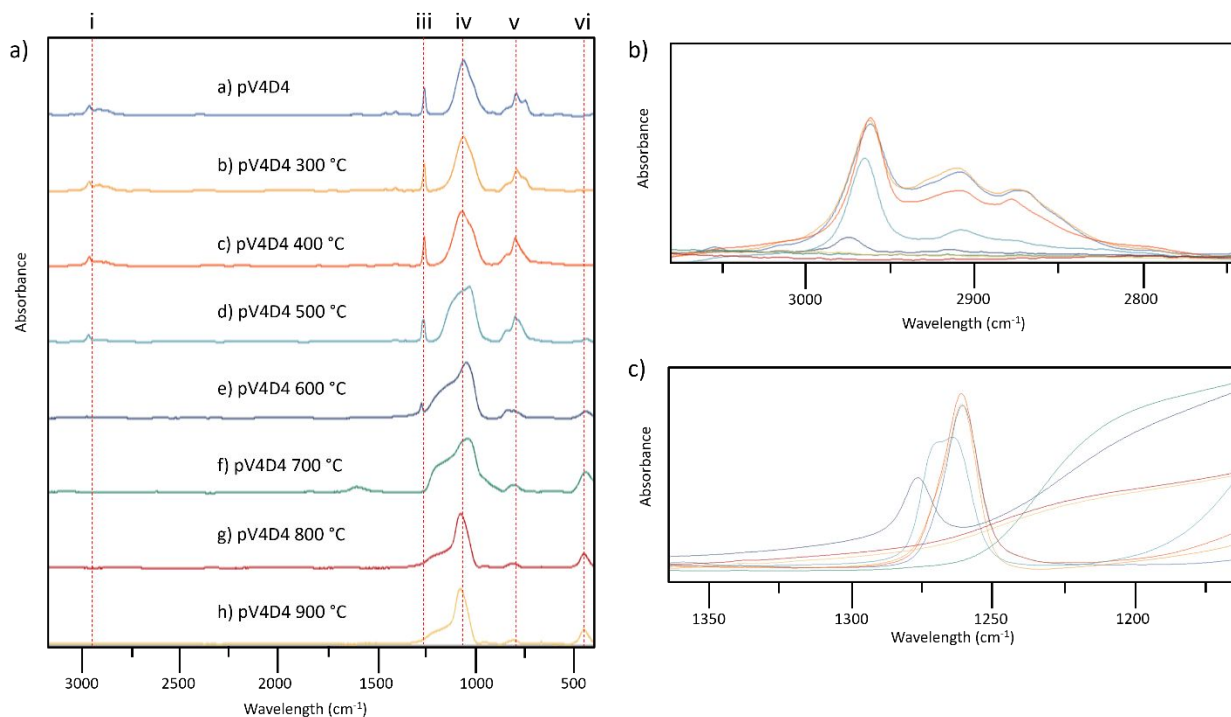 a)
i iii iv v vi
a) pV4D4
b) pV4D4 300 °C
c) pV4D4 400 °C
d) pV4D4 500 °C
e) pV4D4 600 °C
f) pV4D4 700 °C
g) pV4D4 800 °C
h) pV4D4 900 °C
Absorbance
3000 2500 2000 1500 1000 500
Wavelength (cm⁻¹)
b)
Absorbance
3000 2900 2800
Wavelength (cm⁻¹)
c)
Absorbance
1350 1300 1250 1200
Wavelength (cm⁻¹)